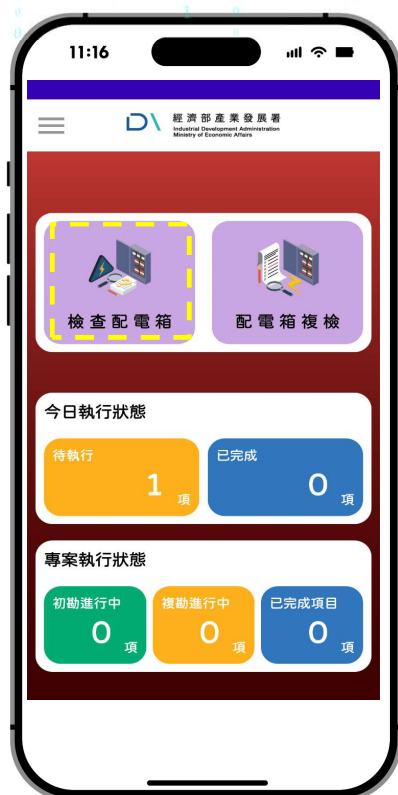 11:16
經濟部產業發展署
Industrial Development Administration
Ministry of Economic Affairs
檢查配電箱
配電箱複檢
今日執行狀態
待執行
1 項
已完成
0 項
專案執行狀態
初勘進行中
0 項
複勘進行中
0 項
已完成項目
0 項